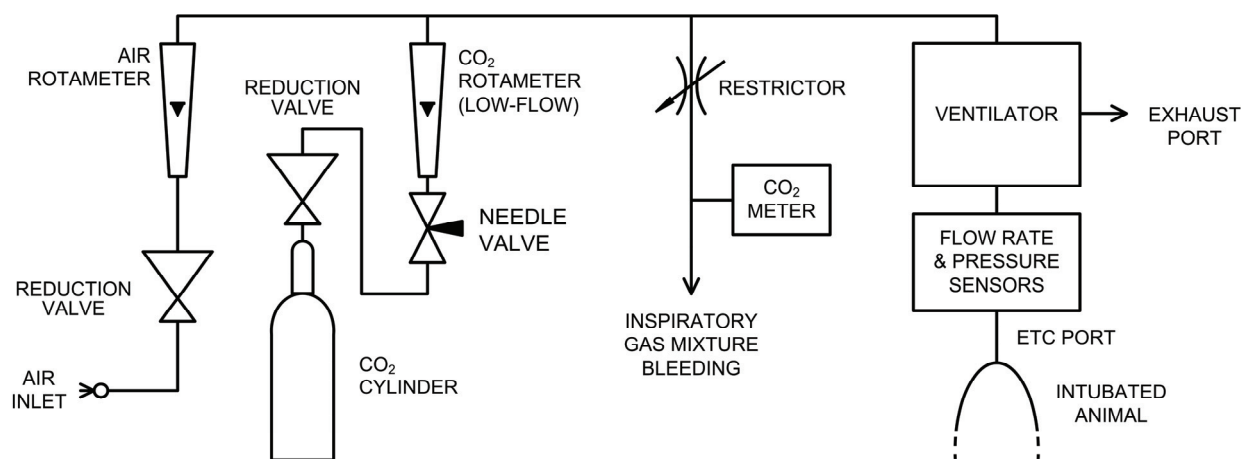 AIR
ROTAMETER
REDUCTION
VALVE
CO₂
ROTAMETER
(LOW-FLOW)
RESTRICTOR
VENTILATOR
EXHAUST
PORT
CO₂
METER
NEEDLE
VALVE
FLOW RATE
& PRESSURE
SENSORS
REDUCTION
VALVE
INSPIRATORY
GAS MIXTURE
BLEEDING
ETC PORT
AIR
INLET
CO₂
CYLINDER
INTUBATED
ANIMAL